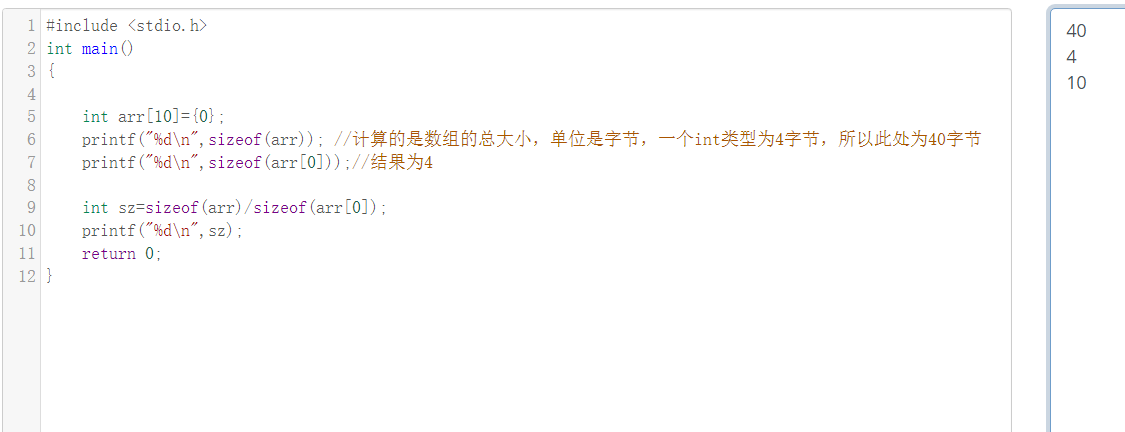 1 #include <stdio.h>
2 int main()
3 {
4
5 int arr[10]={0};
6 printf("%d\n",sizeof(arr)); //计算的是数组的总大小，单位是字节，一个int类型为4字节，所以此处为40字节
7 printf("%d\n",sizeof(arr[0]));//结果为4
8
9 int sz=sizeof(arr)/sizeof(arr[0]);
10 printf("%d\n",sz);
11 return 0;
12 }
40
4
10